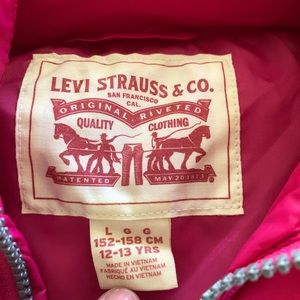 LEVI STRAUSS & CO.
SAN FRANCISCO
CAL.
ORIGINAL RIVETED
QUALITY CLOTHING
PATENTED MAY 20 1873
L G G
152-158 CM
12-13 YRS
MADE IN VIETNAM
FABRIQUÉ AU VIETNAM
HECHO EN VIETNAM